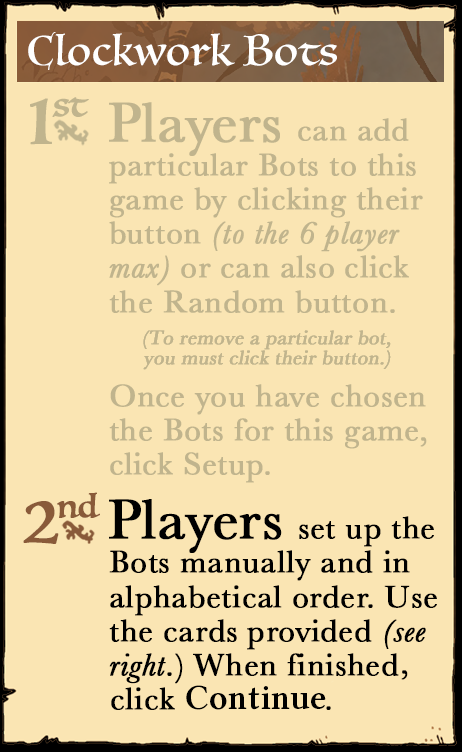 Clockwork Bots
1st Players can add
particular Bots to this
game by clicking their
button (to the 6 player
max) or can also click
the Random button.
(To remove a particular bot,
you must click their button.)
Once you have chosen
the Bots for this game,
click Setup.
2nd Players set up the
Bots manually and in
alphabetical order. Use
the cards provided (see
right.) When finished,
click Continue.